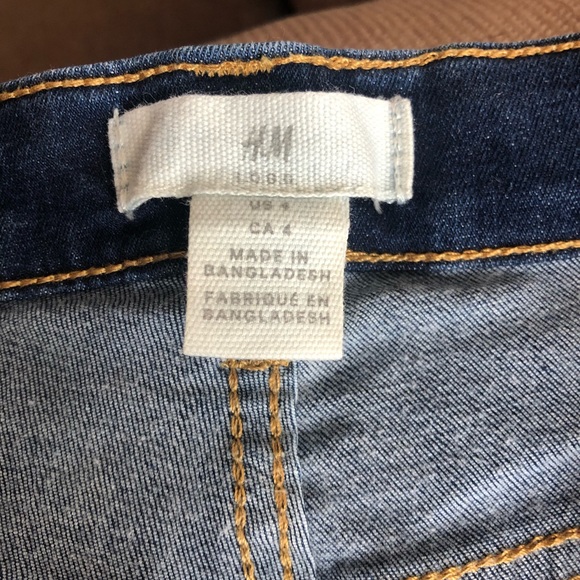 H&M
L.O.G.G.
US 4
CA 4
MADE IN
BANGLADESH
FABRIQUÉ EN
BANGLADESH